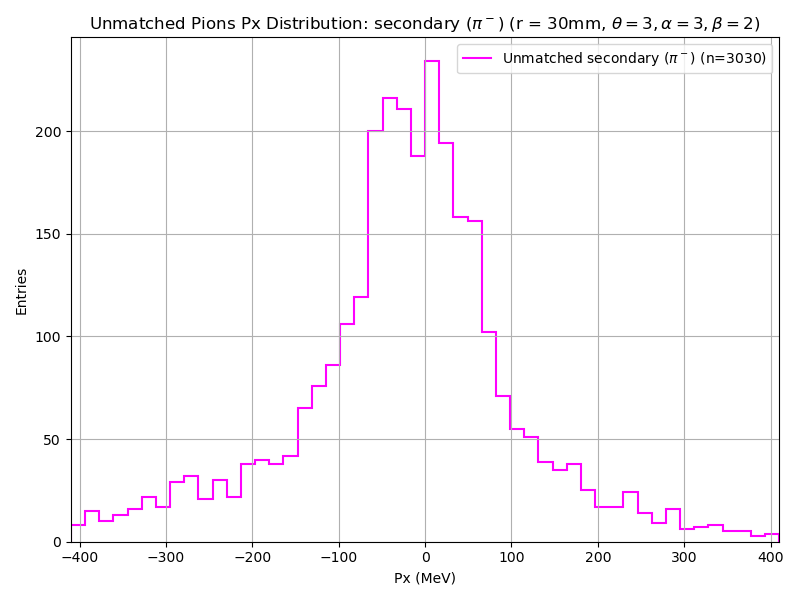 Unmatched Pions Px Distribution: secondary (π⁻) (r = 30mm, θ = 3, α = 3, β = 2)
Unmatched secondary (π⁻) (n=3030)
200
150
100
50
0
Entries
−400 −300 −200 −100 0 100 200 300 400
Px (MeV)